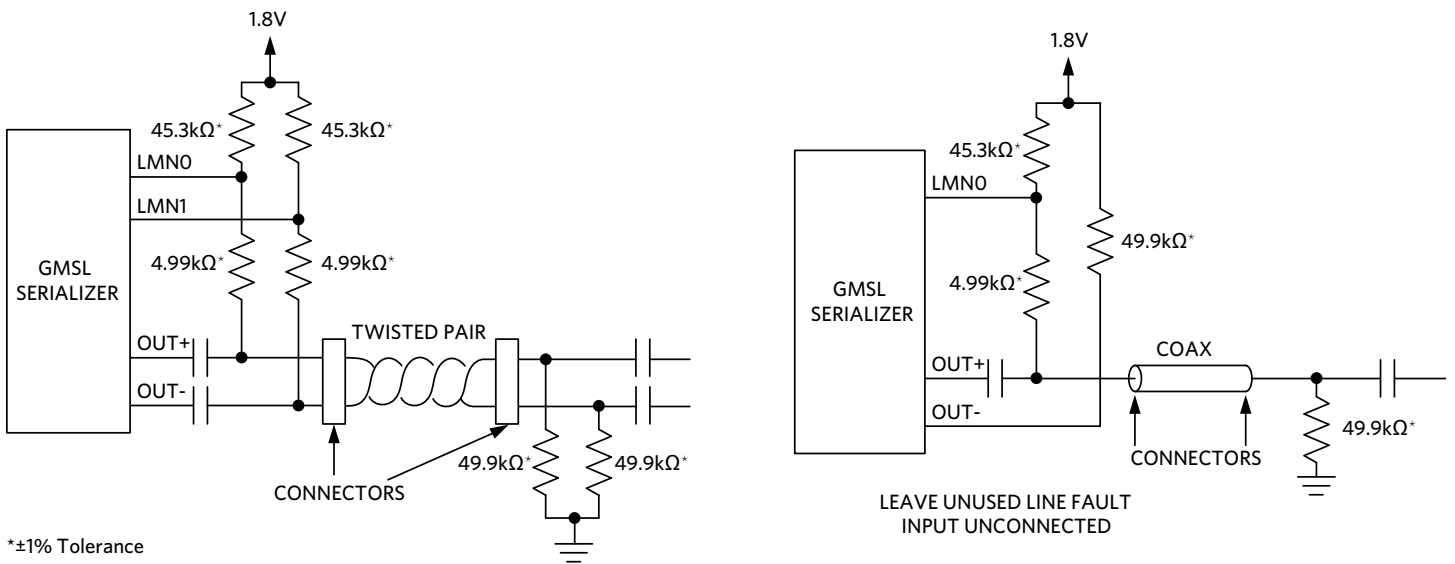 1.8V
45.3kΩ*
45.3kΩ*
LMN0
LMN1
4.99kΩ*
4.99kΩ*
GMSL
SERIALIZER
OUT+
OUT-
TWISTED PAIR
49.9kΩ*
49.9kΩ*
CONNECTORS
*±1% Tolerance
1.8V
45.3kΩ*
LMN0
49.9kΩ*
4.99kΩ*
GMSL
SERIALIZER
OUT+
OUT-
COAX
49.9kΩ*
CONNECTORS
LEAVE UNUSED LINE FAULT
INPUT UNCONNECTED